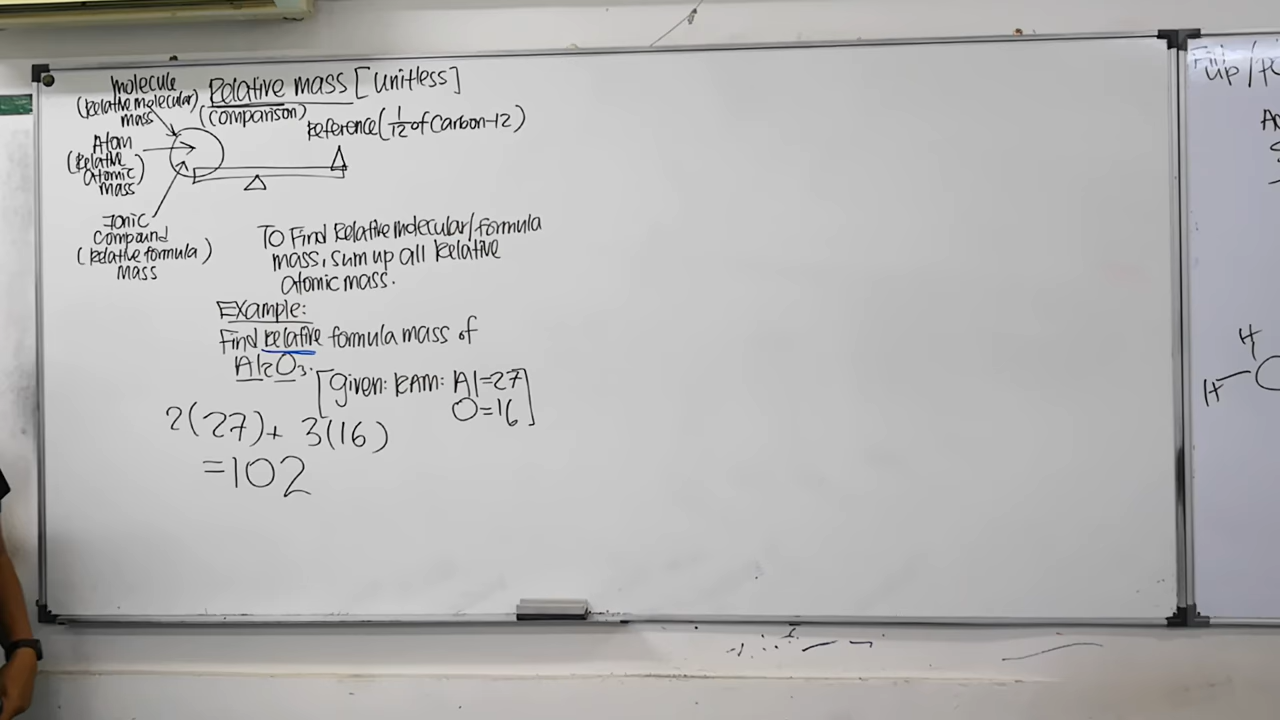 molecule
(Relative molecular)
mass
Relative mass [unitless]
(comparison)
Reference(1/12 of Carbon-12)
Atom
(Relative
atomic)
mass
Ionic
compound
(Relative formula)
mass
To Find Relative molecular/formula
mass, sum up all Relative
atomic mass.
Example:
Find Relative formula mass of
Al2O3.
[Given: RAM: Al=27
O=16]
2(27)+ 3(16)
=102
up/
H
H